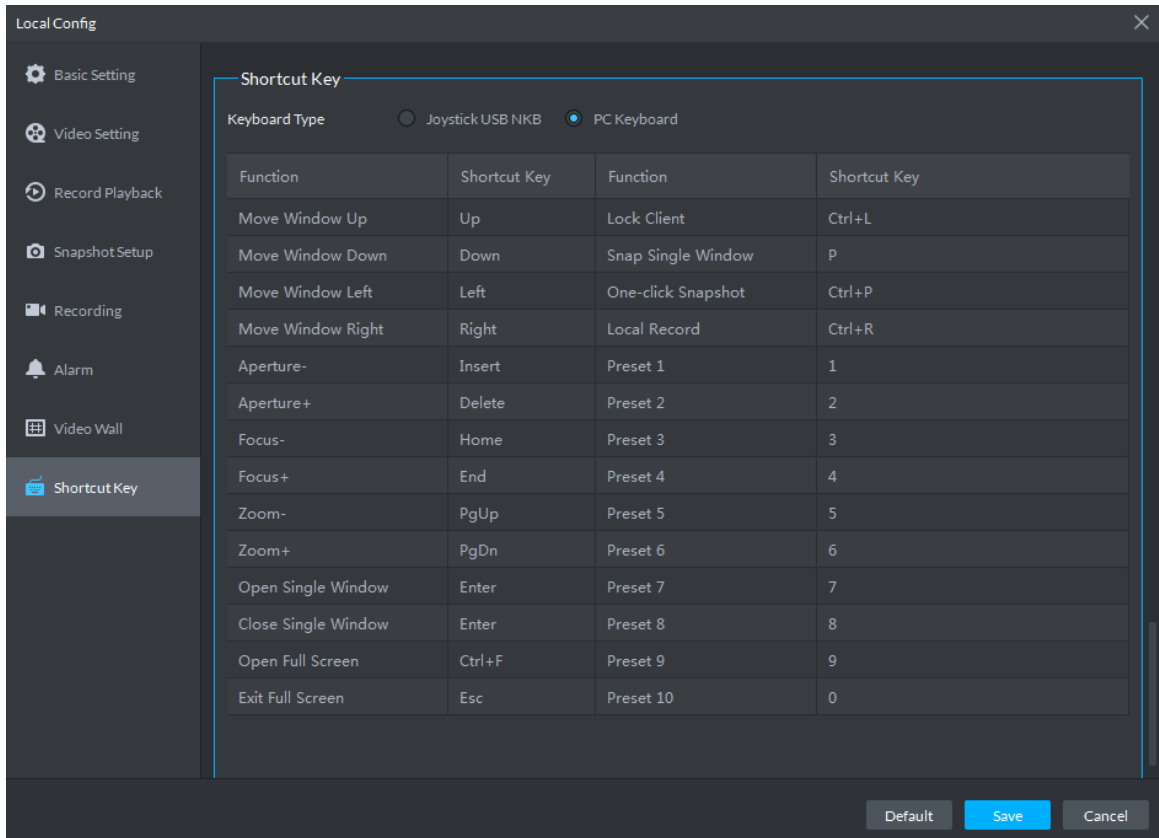 Local Config
Basic Setting
Video Setting
Record Playback
Snapshot Setup
Recording
Alarm
Video Wall
Shortcut Key
Shortcut Key
Keyboard Type Joystick USB NKB PC Keyboard
Function Shortcut Key Function Shortcut Key
Move Window Up Up Lock Client Ctrl+L
Move Window Down Down Snap Single Window P
Move Window Left Left One-click Snapshot Ctrl+P
Move Window Right Right Local Record Ctrl+R
Aperture- Insert Preset 1 1
Aperture+ Delete Preset 2 2
Focus- Home Preset 3 3
Focus+ End Preset 4 4
Zoom- PgUp Preset 5 5
Zoom+ PgDn Preset 6 6
Open Single Window Enter Preset 7 7
Close Single Window Enter Preset 8 8
Open Full Screen Ctrl+F Preset 9 9
Exit Full Screen Esc Preset 10 0
Default Save Cancel